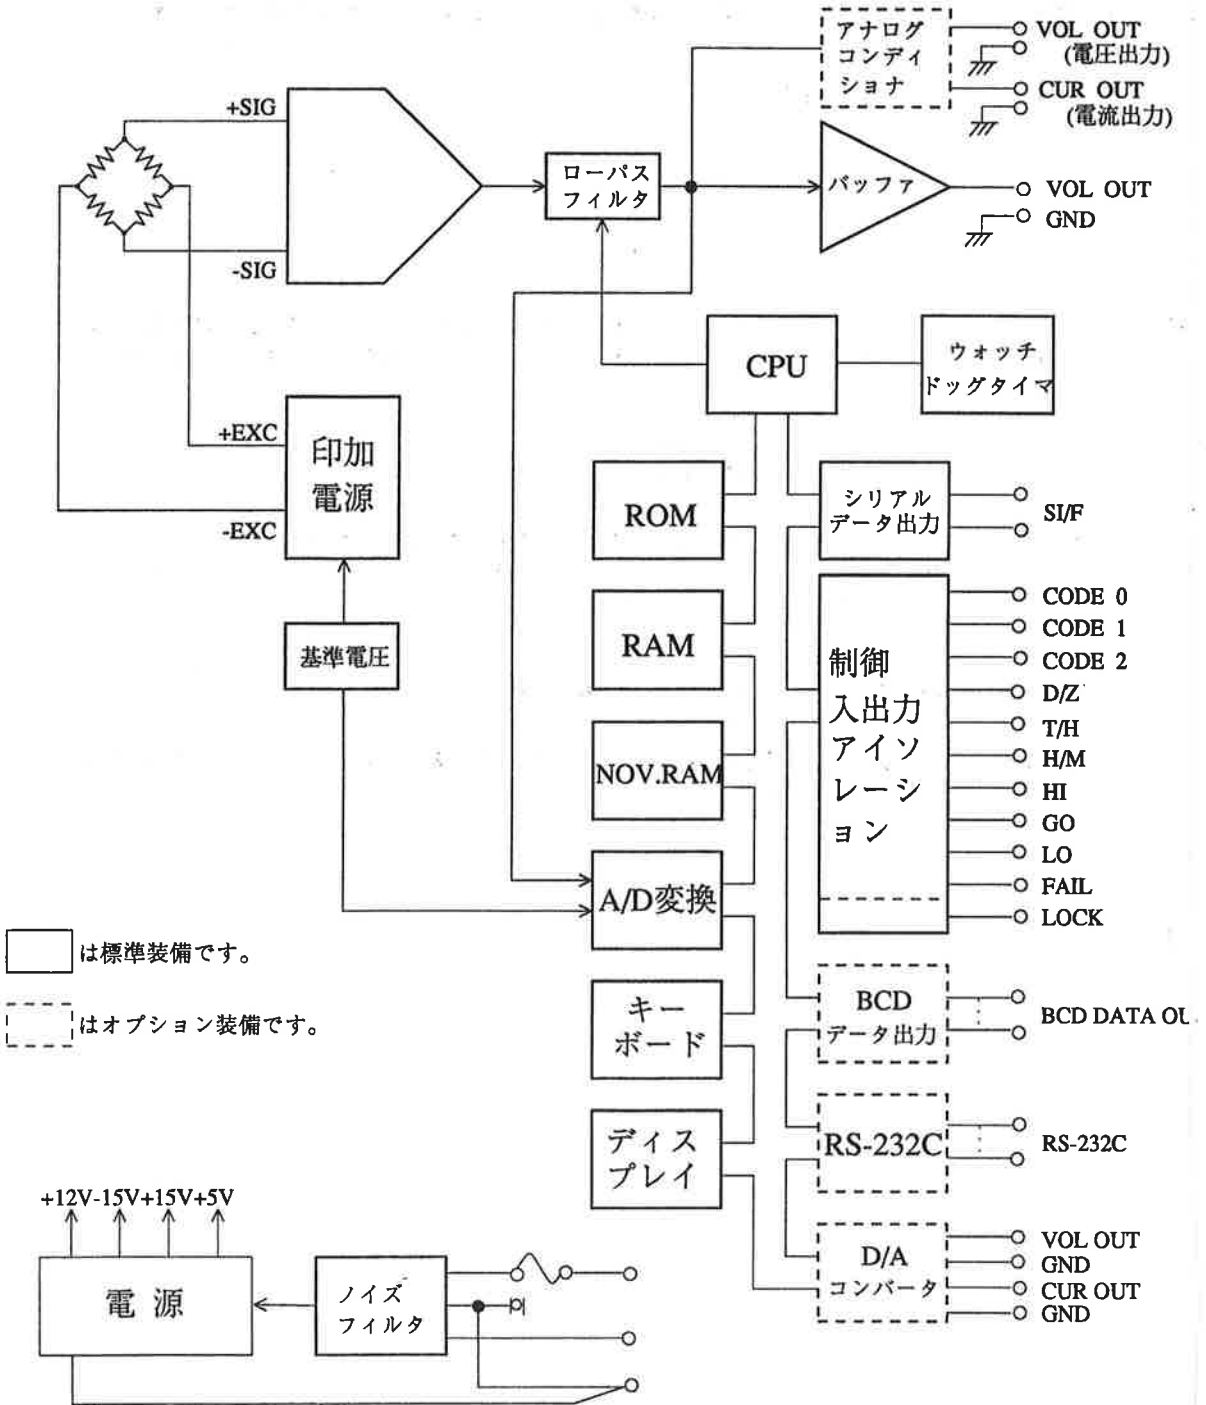 アナログ
コンディ
ショナ
VOL OUT
(電圧出力)
CUR OUT
(電流出力)
+SIG
-SIG
ローパス
フィルタ
バッファ
VOL OUT
GND
CPU
ウォッチ
ドッグタイマ
+EXC
-EXC
印加
電源
基準電圧
ROM
RAM
NOV.RAM
A/D変換
キー
ボード
ディス
プレイ
シリアル
データ出力
SI/F
制御
入出力
アイソ
レーシ
ョン
CODE 0
CODE 1
CODE 2
D/Z
T/H
H/M
HI
GO
LO
FAIL
LOCK
BCD
データ出力
BCD DATA OU
RS-232C
RS-232C
D/A
コンバータ
VOL OUT
GND
CUR OUT
GND
は標準装備です。
はオプション装備です。
+12V-15V+15V+5V
電源
ノイズ
フィルタ